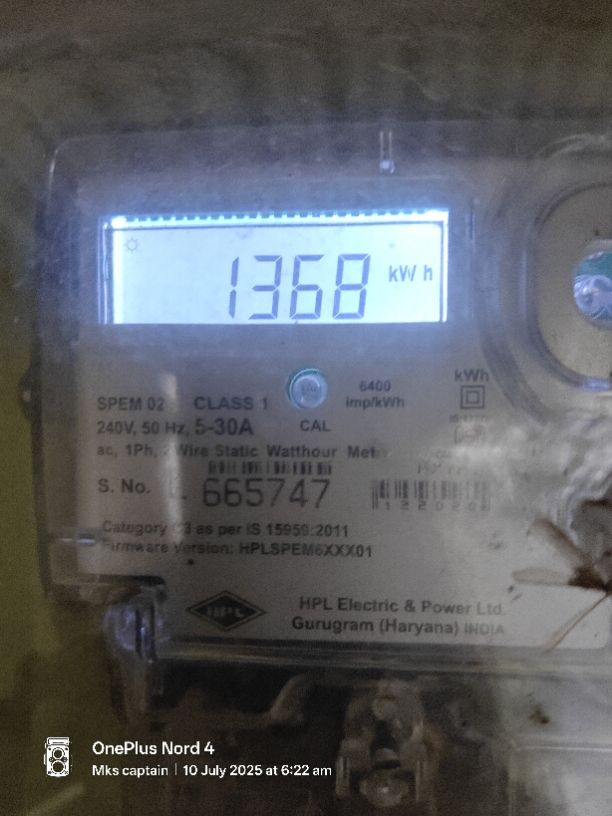 1368 kWh
6400
imp/kWh
kWh
SPEM 02 CLASS 1
240V, 50 Hz, 5-30A
CAL
ac, 1Ph, Wire Static Watthour
S. No. 665747
Category as per IS 15959:2011
Firmware Version: HPLSPEM6XXX01
HPL
HPL Electric & Power Ltd.
Gurugram (Haryana) INDIA
OnePlus Nord 4
Mks captain | 10 July 2025 at 6:22 am